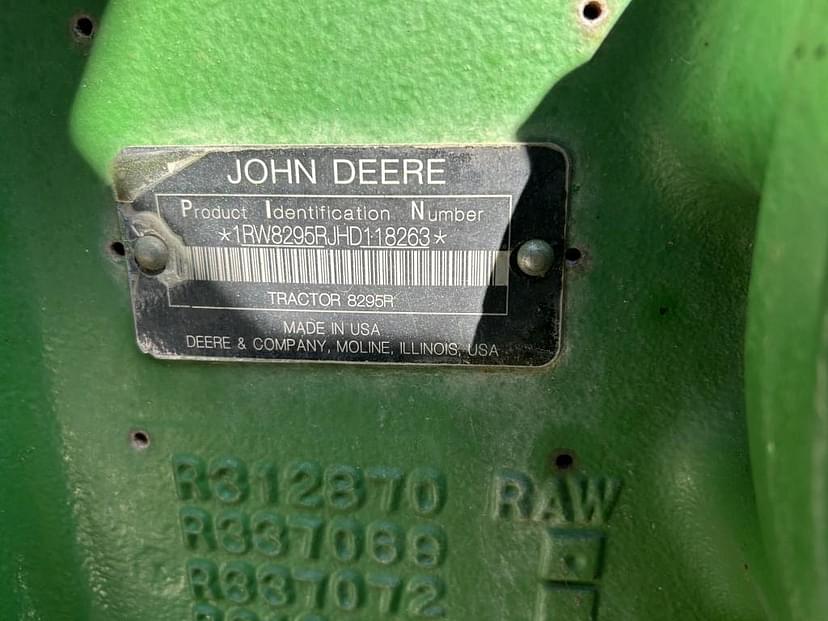 JOHN DEERE
Product Identification Number
*1RW8295RJHD118263*
TRACTOR 8295R
MADE IN USA
DEERE & COMPANY, MOLINE, ILLINOIS, USA
R312870 RAW
R337069
R337072